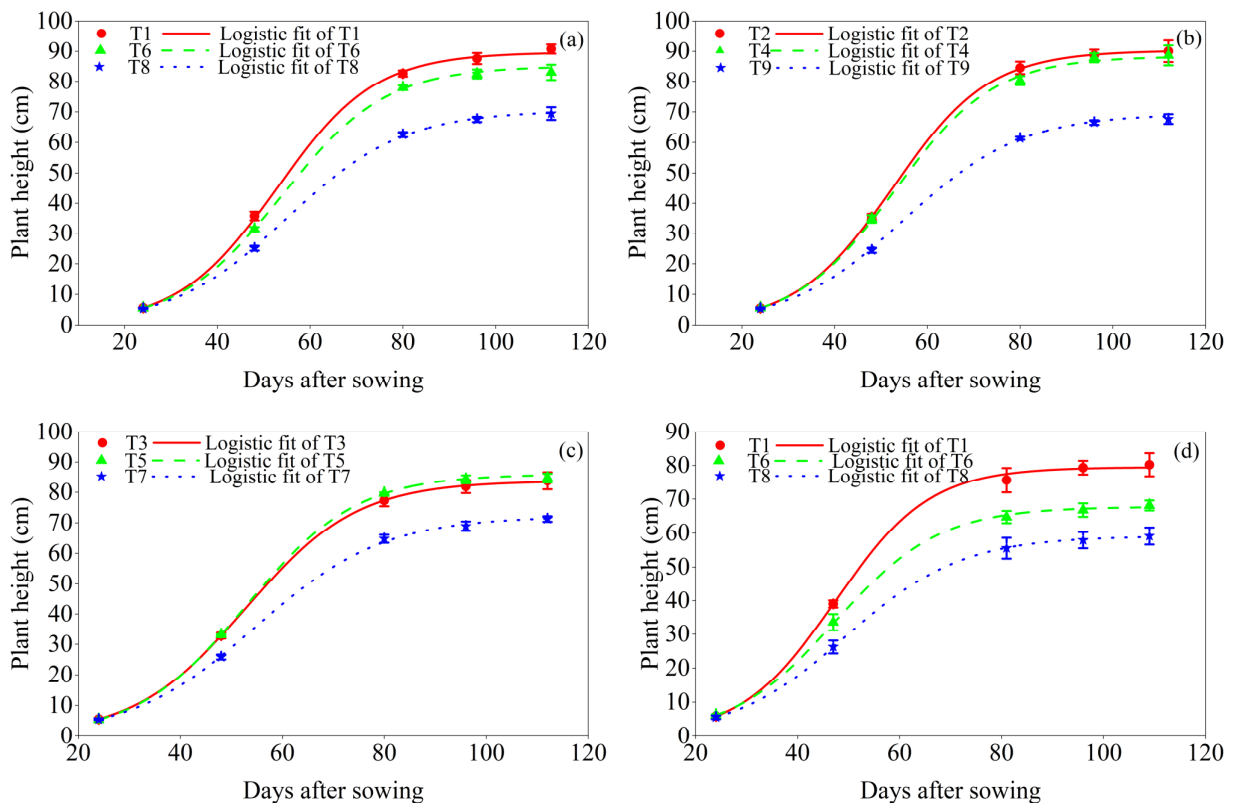 100
90
80
70
60
50
40
30
20
10
0
Plant height (cm)
T1 Logistic fit of T1
T6 Logistic fit of T6
T8 Logistic fit of T8
(a)
20 40 60 80 100 120
Days after sowing
100
90
80
70
60
50
40
30
20
10
0
Plant height (cm)
T2 Logistic fit of T2
T4 Logistic fit of T4
T9 Logistic fit of T9
(b)
20 40 60 80 100 120
Days after sowing
100
90
80
70
60
50
40
30
20
10
0
Plant height (cm)
T3 Logistic fit of T3
T5 Logistic fit of T5
T7 Logistic fit of T7
(c)
20 40 60 80 100 120
Days after sowing
90
80
70
60
50
40
30
20
10
0
Plant height (cm)
T1 Logistic fit of T1
T6 Logistic fit of T6
T8 Logistic fit of T8
(d)
20 40 60 80 100 120
Days after sowing